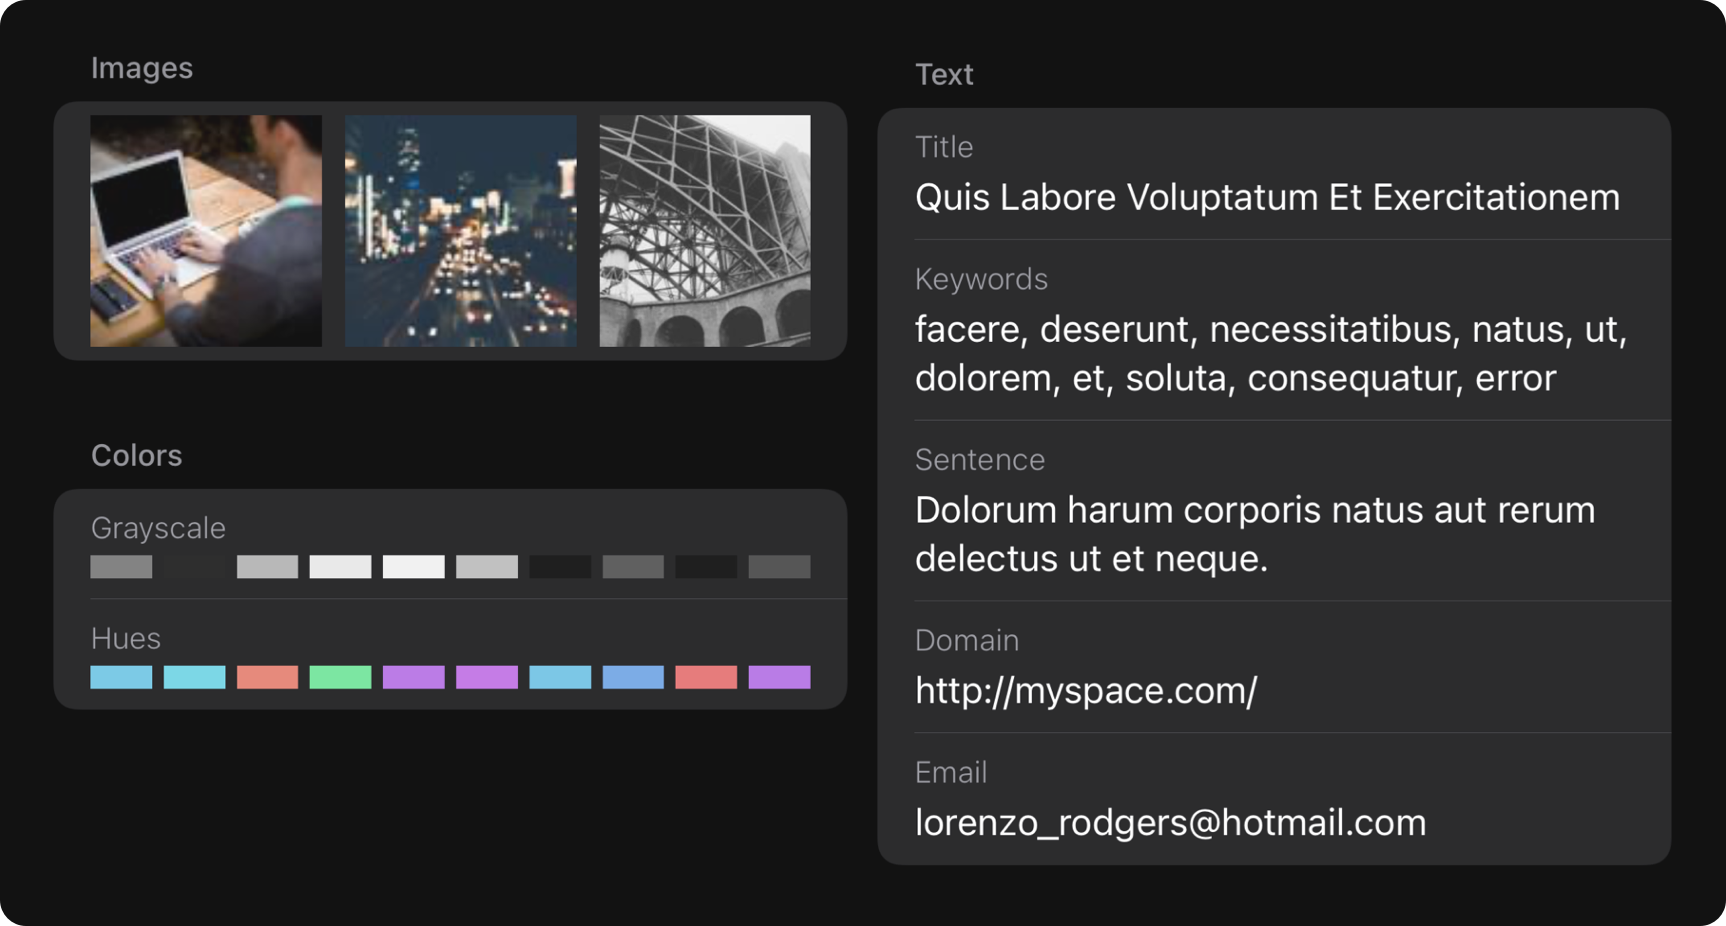 Images
Colors
Grayscale
Hues
Text
Title
Quis Labore Voluptatum Et Exercitationem
Keywords
facere, deserunt, necessitatibus, natus, ut,
dolorem, et, soluta, consequatur, error
Sentence
Dolorum harum corporis natus aut rerum
delectus ut et neque.
Domain
http://myspace.com/
Email
lorenzo_rodgers@hotmail.com